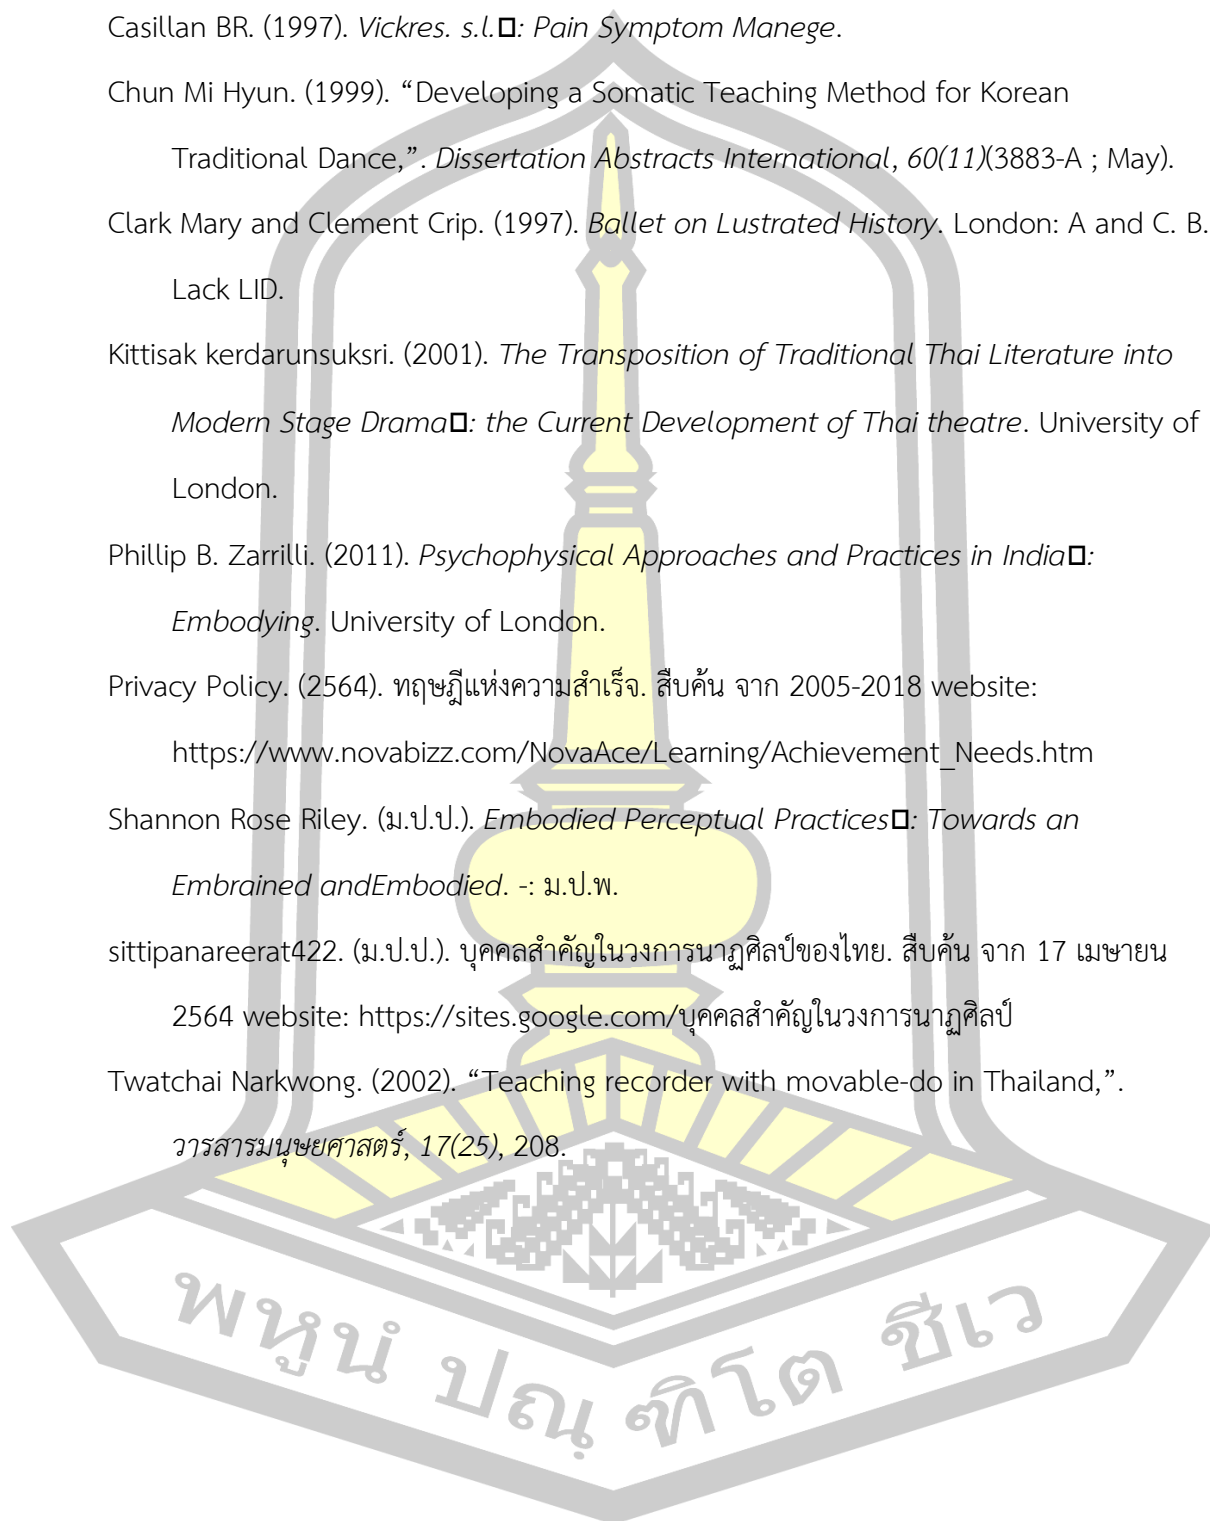 Casillan BR. (1997). Vickres. s.l.□: Pain Symptom Manege.
Chun Mi Hyun. (1999). “Developing a Somatic Teaching Method for Korean
Traditional Dance,”. Dissertation Abstracts International, 60(11)(3883-A ; May).
Clark Mary and Clement Crip. (1997). Ballet on Lustrated History. London: A and C. B.
Lack LID.
Kittisak kerdarunsuksri. (2001). The Transposition of Traditional Thai Literature into
Modern Stage Drama□: the Current Development of Thai theatre. University of
London.
Phillip B. Zarrilli. (2011). Psychophysical Approaches and Practices in India□:
Embodying. University of London.
Privacy Policy. (2564). ทฤษฎีแห่งความสำเร็จ. สืบค้น จาก 2005-2018 website:
https://www.novabizz.com/NovaAce/Learning/Achievement_Needs.htm
Shannon Rose Riley. (ม.ป.ป.). Embodied Perceptual Practices□: Towards an
Embrained andEmbodied. -: ม.ป.พ.
sittipanareerat422. (ม.ป.ป.). บุคคลสำคัญในวงการนาฏศิลป์ของไทย. สืบค้น จาก 17 เมษายน
2564 website: https://sites.google.com/บุคคลสำคัญในวงการนาฏศิลป์
Twatchai Narkwong. (2002). “Teaching recorder with movable-do in Thailand,”.
วารสารมนุษยศาสตร์, 17(25), 208.
พหูนํ ปณฺฑิโต ชีเว